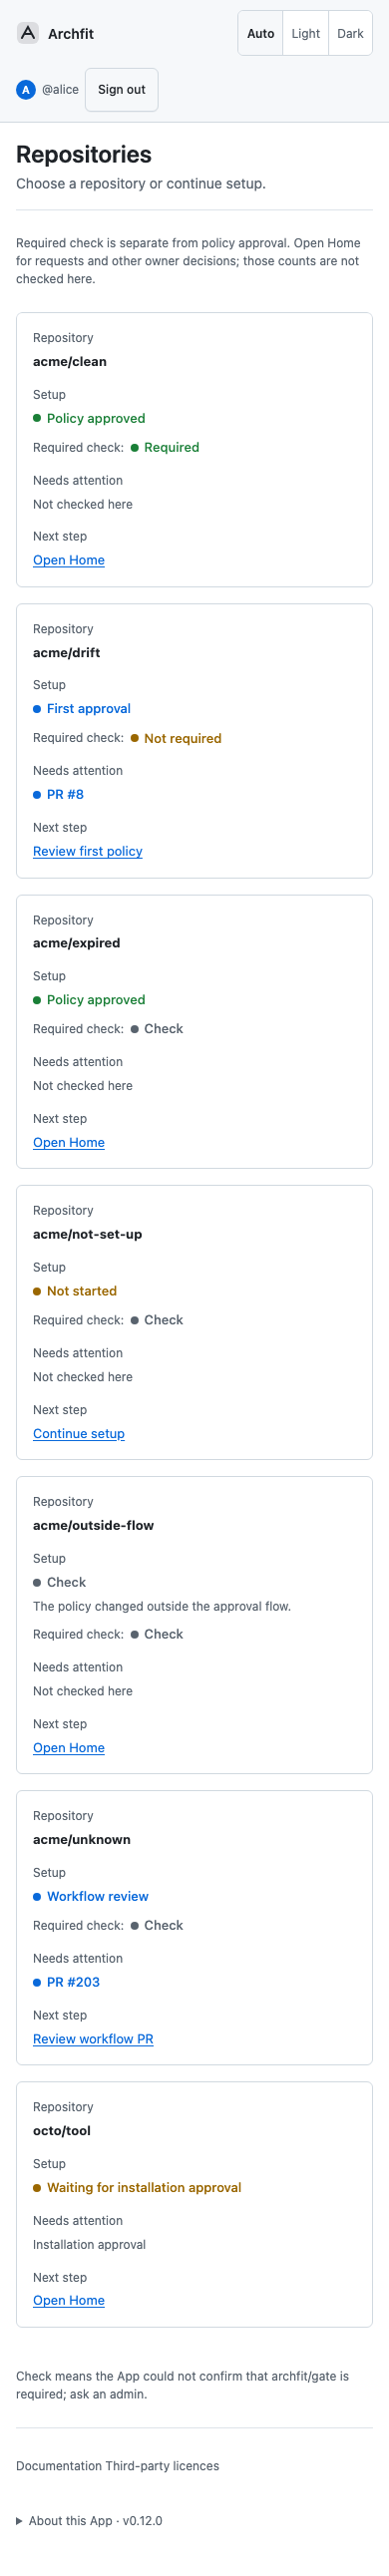 Archfit
Auto Light Dark
A @alice Sign out
Repositories
Choose a repository or continue setup.
Required check is separate from policy approval. Open Home
for requests and other owner decisions; those counts are not
checked here.
Repository
acme/clean
Setup
Policy approved
Required check: Required
Needs attention
Not checked here
Next step
Open Home
Repository
acme/drift
Setup
First approval
Required check: Not required
Needs attention
PR #8
Next step
Review first policy
Repository
acme/expired
Setup
Policy approved
Required check: Check
Needs attention
Not checked here
Next step
Open Home
Repository
acme/not-set-up
Setup
Not started
Required check: Check
Needs attention
Not checked here
Next step
Continue setup
Repository
acme/outside-flow
Setup
Check
The policy changed outside the approval flow.
Required check: Check
Needs attention
Not checked here
Next step
Open Home
Repository
acme/unknown
Setup
Workflow review
Required check: Check
Needs attention
PR #203
Next step
Review workflow PR
Repository
octo/tool
Setup
Waiting for installation approval
Needs attention
Installation approval
Next step
Open Home
Check means the App could not confirm that archfit/gate is
required; ask an admin.
Documentation Third-party licences
About this App · v0.12.0